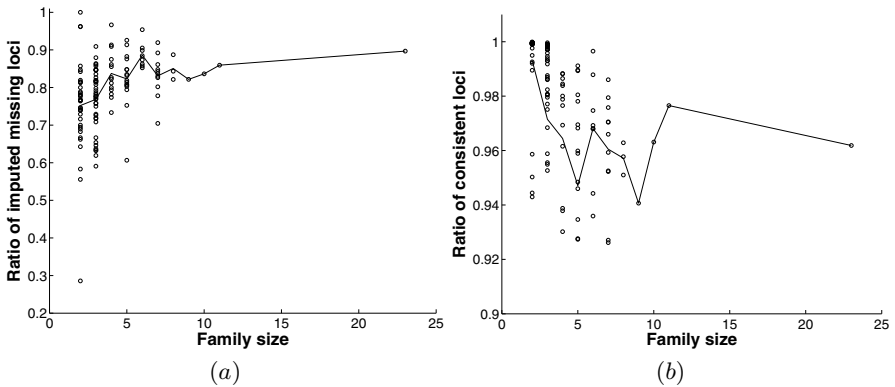 Ratio of imputed missing loci
1
0.9
0.8
0.7
0.6
0.5
0.4
0.3
0.2
0 5 10 15 20 25
Family size
(a)
Ratio of consistent loci
1
0.98
0.96
0.94
0.92
0.9
0 5 10 15 20 25
Family size
(b)